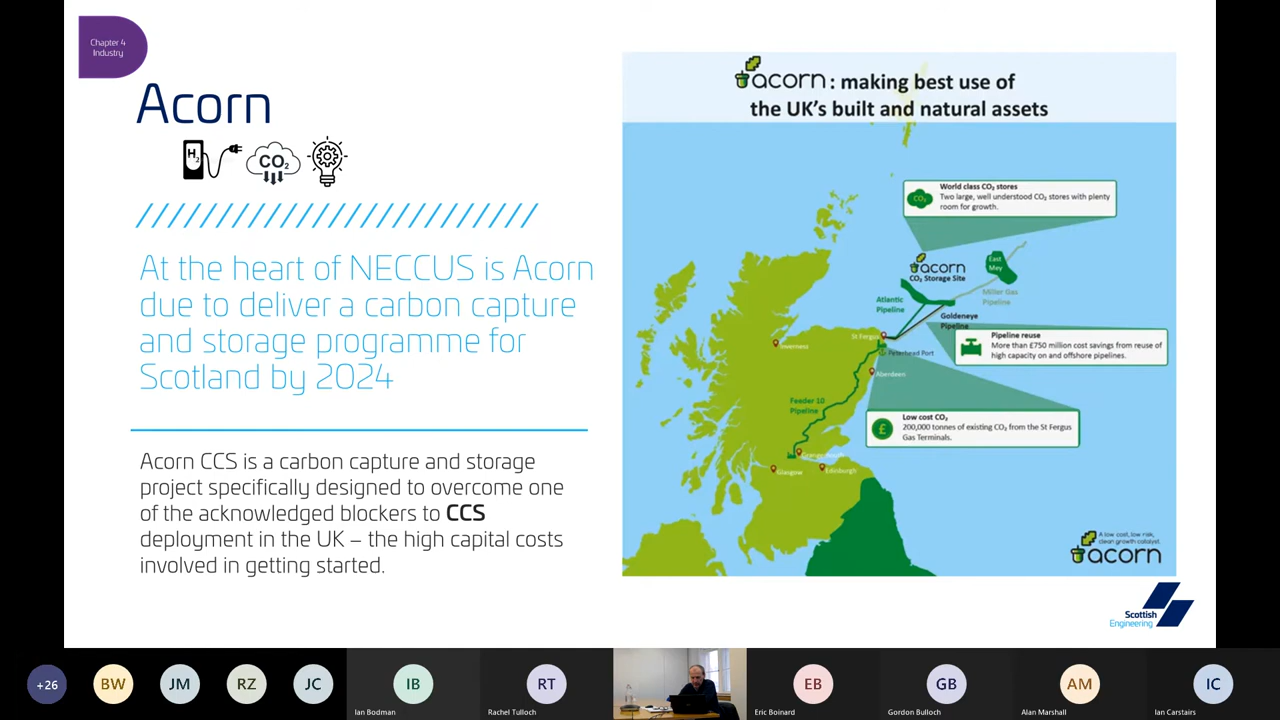 Chapter 4
Industry
Acorn
H2
CO2
At the heart of NECCUS is Acorn
due to deliver a carbon capture
and storage programme for
Scotland by 2024
Acorn CCS is a carbon capture and storage
project specifically designed to overcome one
of the acknowledged blockers to CCS
deployment in the UK – the high capital costs
involved in getting started.
acorn : making best use of
the UK's built and natural assets
CO2
World class CO2 stores
Two large, well understood CO2 stores with plenty
room for growth.
acorn
CO2 Storage Site
East
Mey
Miller Gas
Pipeline
Atlantic
Pipeline
Goldeneye
Pipeline
St Fergus
Peterhead Port
Inverness
Aberdeen
Pipeline reuse
More than £750 million cost savings from reuse of
high capacity on and offshore pipelines.
Feeder 10
Pipeline
£
Low cost CO2
200,000 tonnes of existing CO2 from the St Fergus
Gas Terminals.
Grangemouth
Glasgow
Edinburgh
A low cost, low risk,
clean growth catalyst.
acorn
Scottish
Engineering
+26
BW
JM
RZ
JC
IB
Ian Bodman
RT
Rachel Tulloch
EB
Eric Boinard
GB
Gordon Bulloch
AM
Alan Marshall
IC
Ian Carstairs